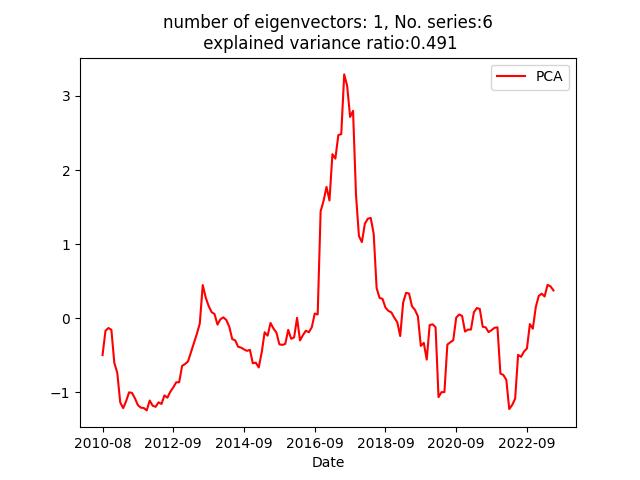 number of eigenvectors: 1, No. series:6
explained variance ratio:0.491
PCA
3
2
1
0
−1
2010-08 2012-09 2014-09 2016-09 2018-09 2020-09 2022-09
Date